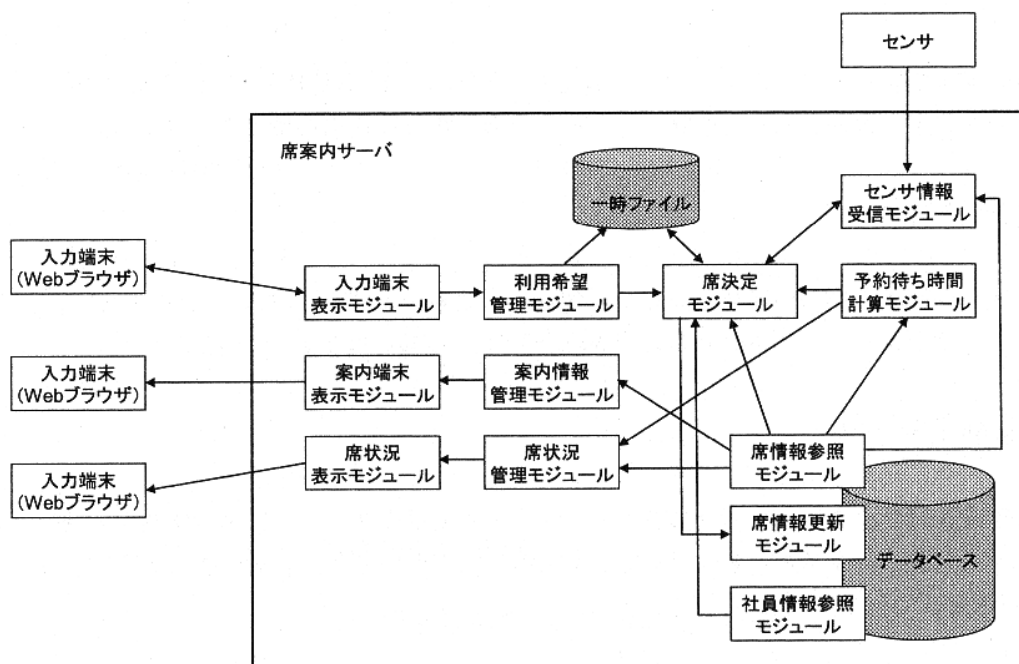 センサ
席案内サーバ
一時ファイル
センサ情報
受信モジュール
入力端末
(Webブラウザ)
入力端末
表示モジュール
利用希望
管理モジュール
席決定
モジュール
予約待ち時間
計算モジュール
入力端末
(Webブラウザ)
案内端末
表示モジュール
案内情報
管理モジュール
入力端末
(Webブラウザ)
席状況
表示モジュール
席状況
管理モジュール
席情報参照
モジュール
席情報更新
モジュール
データベース
社員情報参照
モジュール